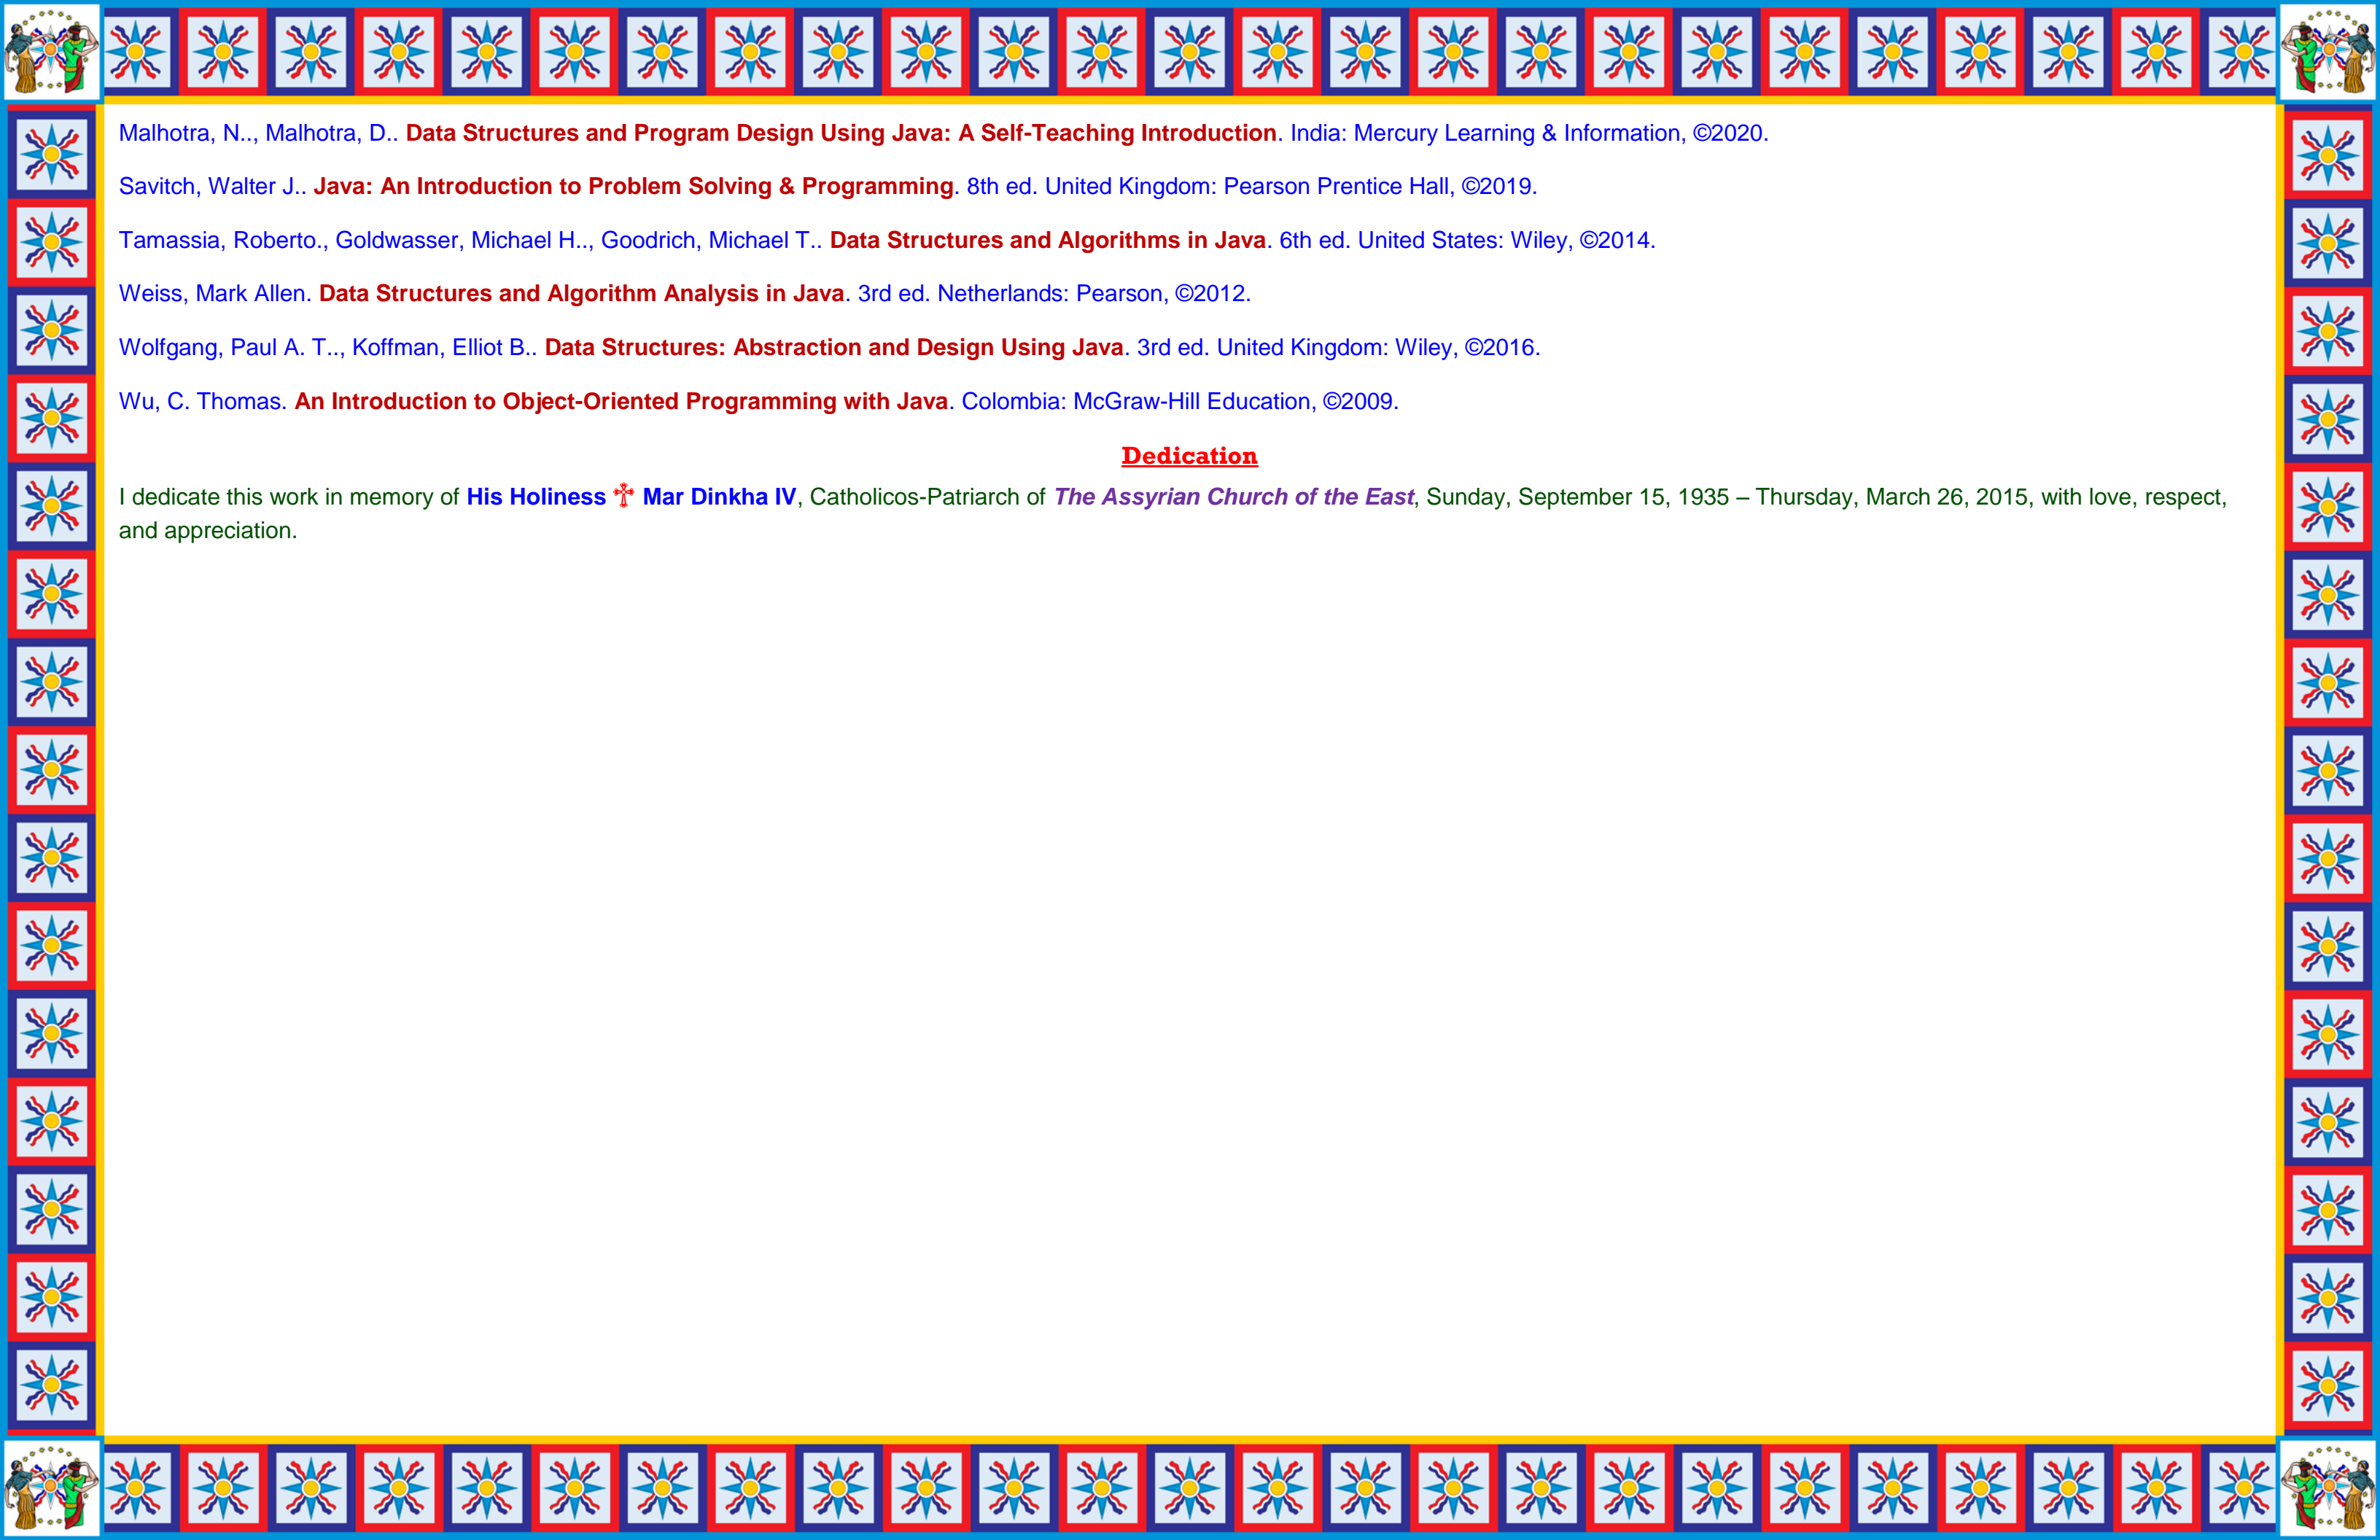 Malhotra, N.., Malhotra, D.. Data Structures and Program Design Using Java: A Self-Teaching Introduction. India: Mercury Learning & Information, ©2020.
Savitch, Walter J.. Java: An Introduction to Problem Solving & Programming. 8th ed. United Kingdom: Pearson Prentice Hall, ©2019.
Tamassia, Roberto., Goldwasser, Michael H.., Goodrich, Michael T.. Data Structures and Algorithms in Java. 6th ed. United States: Wiley, ©2014.
Weiss, Mark Allen. Data Structures and Algorithm Analysis in Java. 3rd ed. Netherlands: Pearson, ©2012.
Wolfgang, Paul A. T.., Koffman, Elliot B.. Data Structures: Abstraction and Design Using Java. 3rd ed. United Kingdom: Wiley, ©2016.
Wu, C. Thomas. An Introduction to Object-Oriented Programming with Java. Colombia: McGraw-Hill Education, ©2009.
Dedication
I dedicate this work in memory of His Holiness ♱ Mar Dinkha IV, Catholicos-Patriarch of The Assyrian Church of the East, Sunday, September 15, 1935 – Thursday, March 26, 2015, with love, respect,
and appreciation.